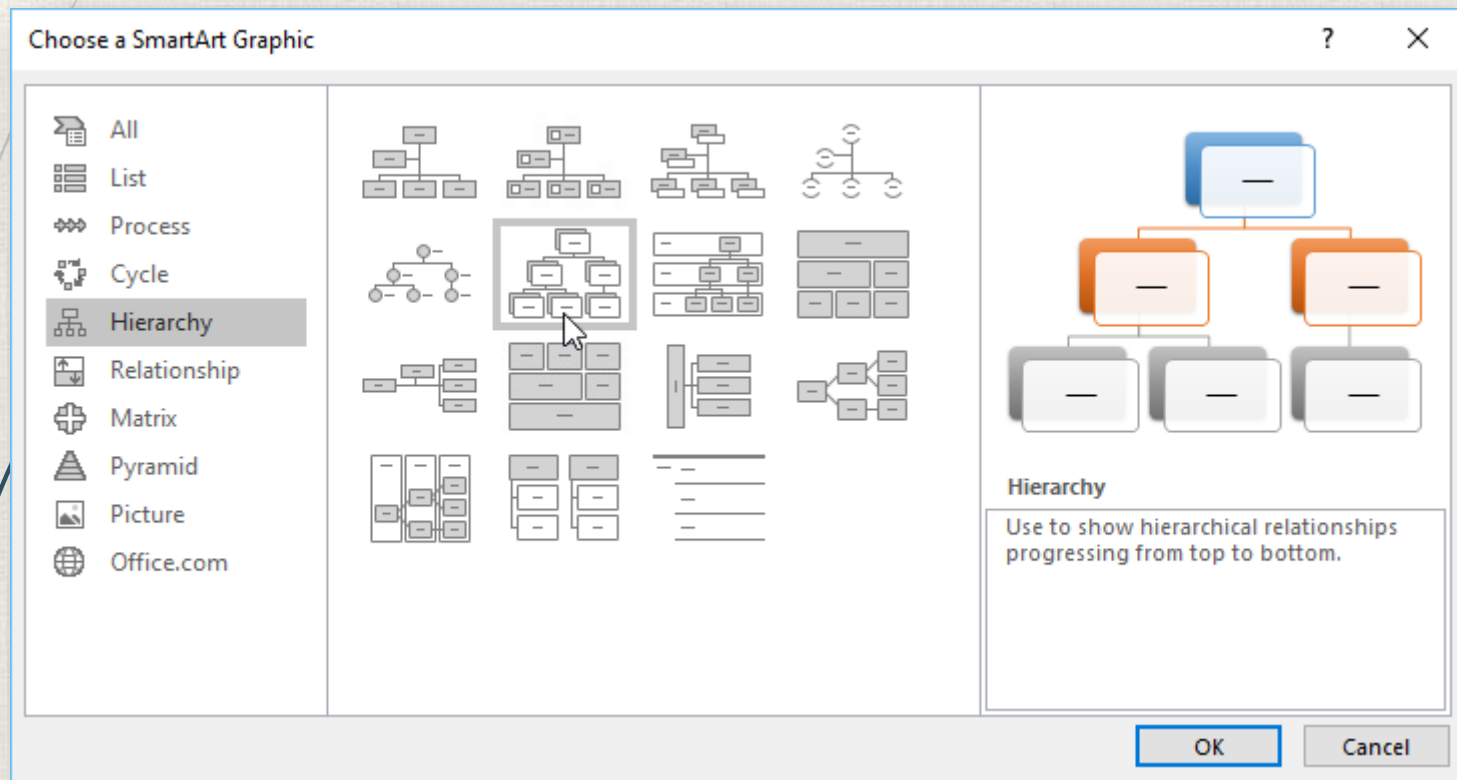 Choose a SmartArt Graphic
?
All
List
Process
Cycle
Hierarchy
Relationship
Matrix
Pyramid
Picture
Office.com
Hierarchy
Use to show hierarchical relationships
progressing from top to bottom.
OK
Cancel